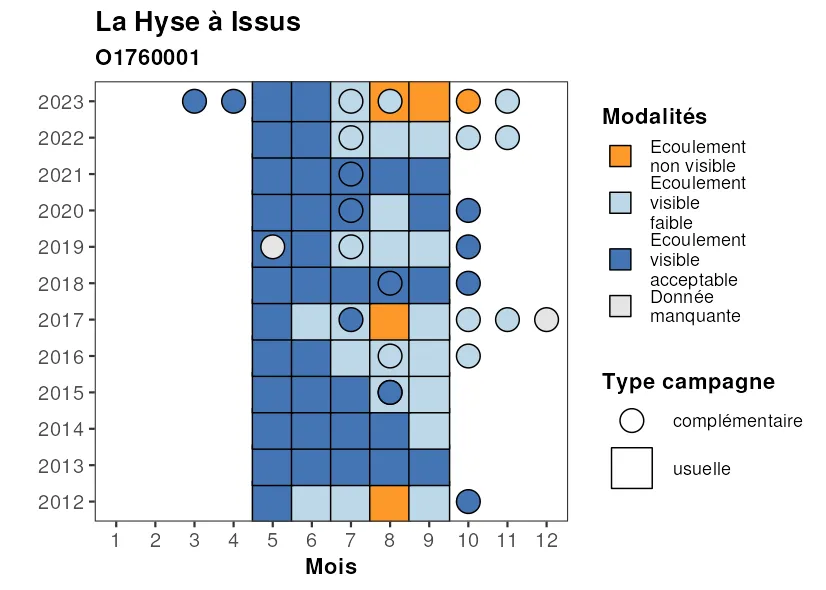 La Hyse à Issus
O1760001
2023
2022
2021
2020
2019
2018
2017
2016
2015
2014
2013
2012
1 2 3 4 5 6 7 8 9 10 11 12
Mois
Modalités
Ecoulement
non visible
Ecoulement
visible
faible
Ecoulement
visible
acceptable
Donnée
manquante
Type campagne
complémentaire
usuelle